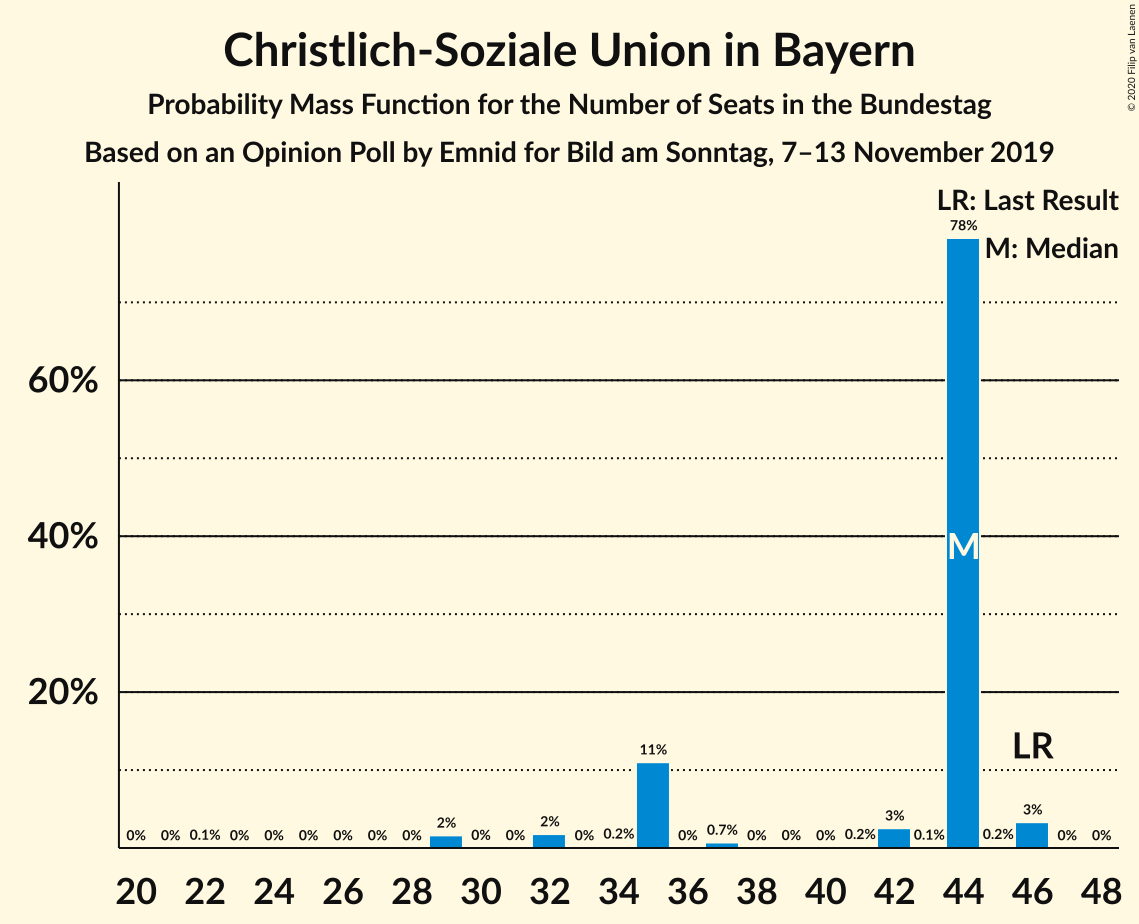 Christlich-Soziale Union in Bayern
Probability Mass Function for the Number of Seats in the Bundestag
Based on an Opinion Poll by Emnid for Bild am Sonntag, 7–13 November 2019
© 2020 Filip van Laenen
LR: Last Result
M: Median
78%
60%
40%
M
20%
LR
11%
0% 0% 0.1% 0% 0% 0% 0% 0% 0% 2% 0% 0% 2% 0% 0.2% 0% 0.7% 0% 0% 0% 0.2% 3% 0.1% 0.2% 3% 0% 0%
20 22 24 26 28 30 32 34 36 38 40 42 44 46 48